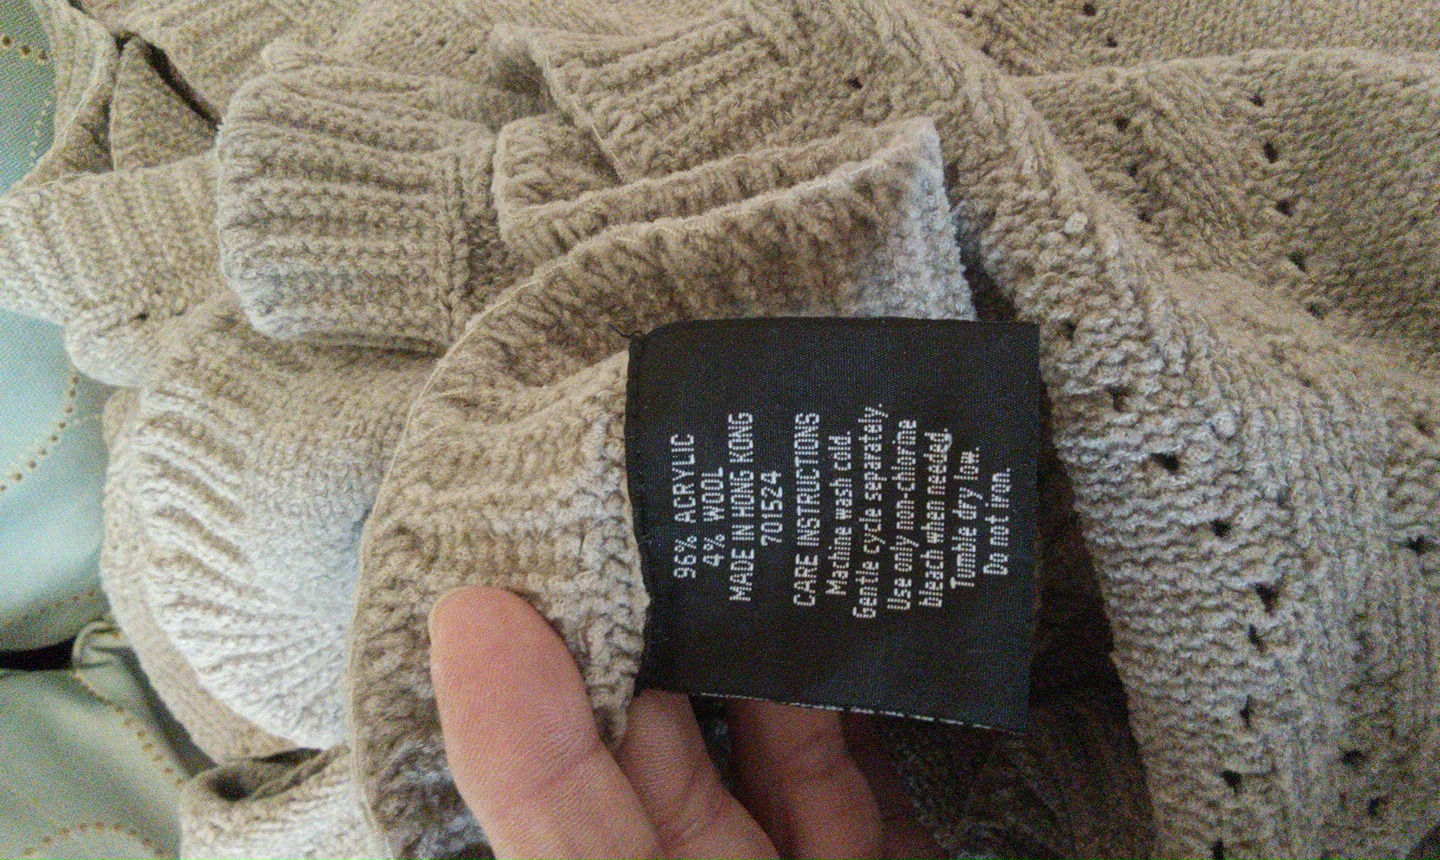 96% ACRYLIC
4% WOOL
MADE IN HONG KONG
701524
CARE INSTRUCTIONS
Machine wash cold.
Gentle cycle separately.
Use only non-chlorine
bleach when needed.
Tumble dry low.
Do not iron.